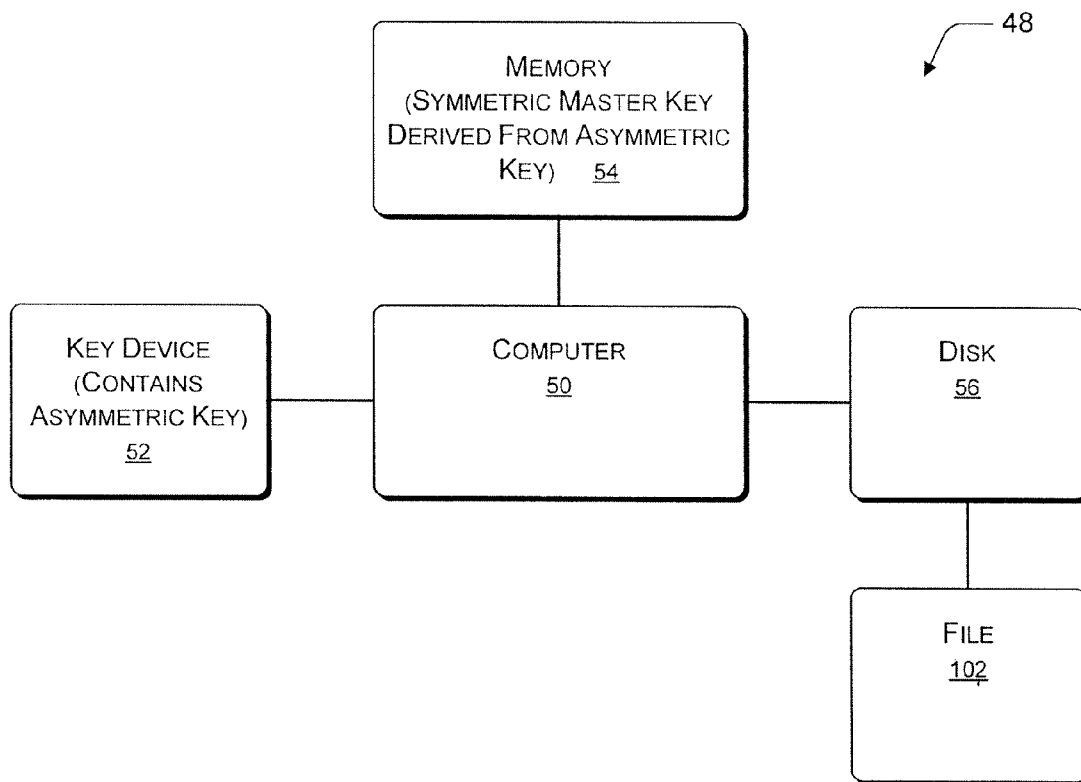 48
MEMORY
(SYMMETRIC MASTER KEY
DERIVED FROM ASYMMETRIC
KEY) 54
KEY DEVICE
(CONTAINS
ASYMMETRIC KEY)
52
COMPUTER
50
DISK
56
FILE
102